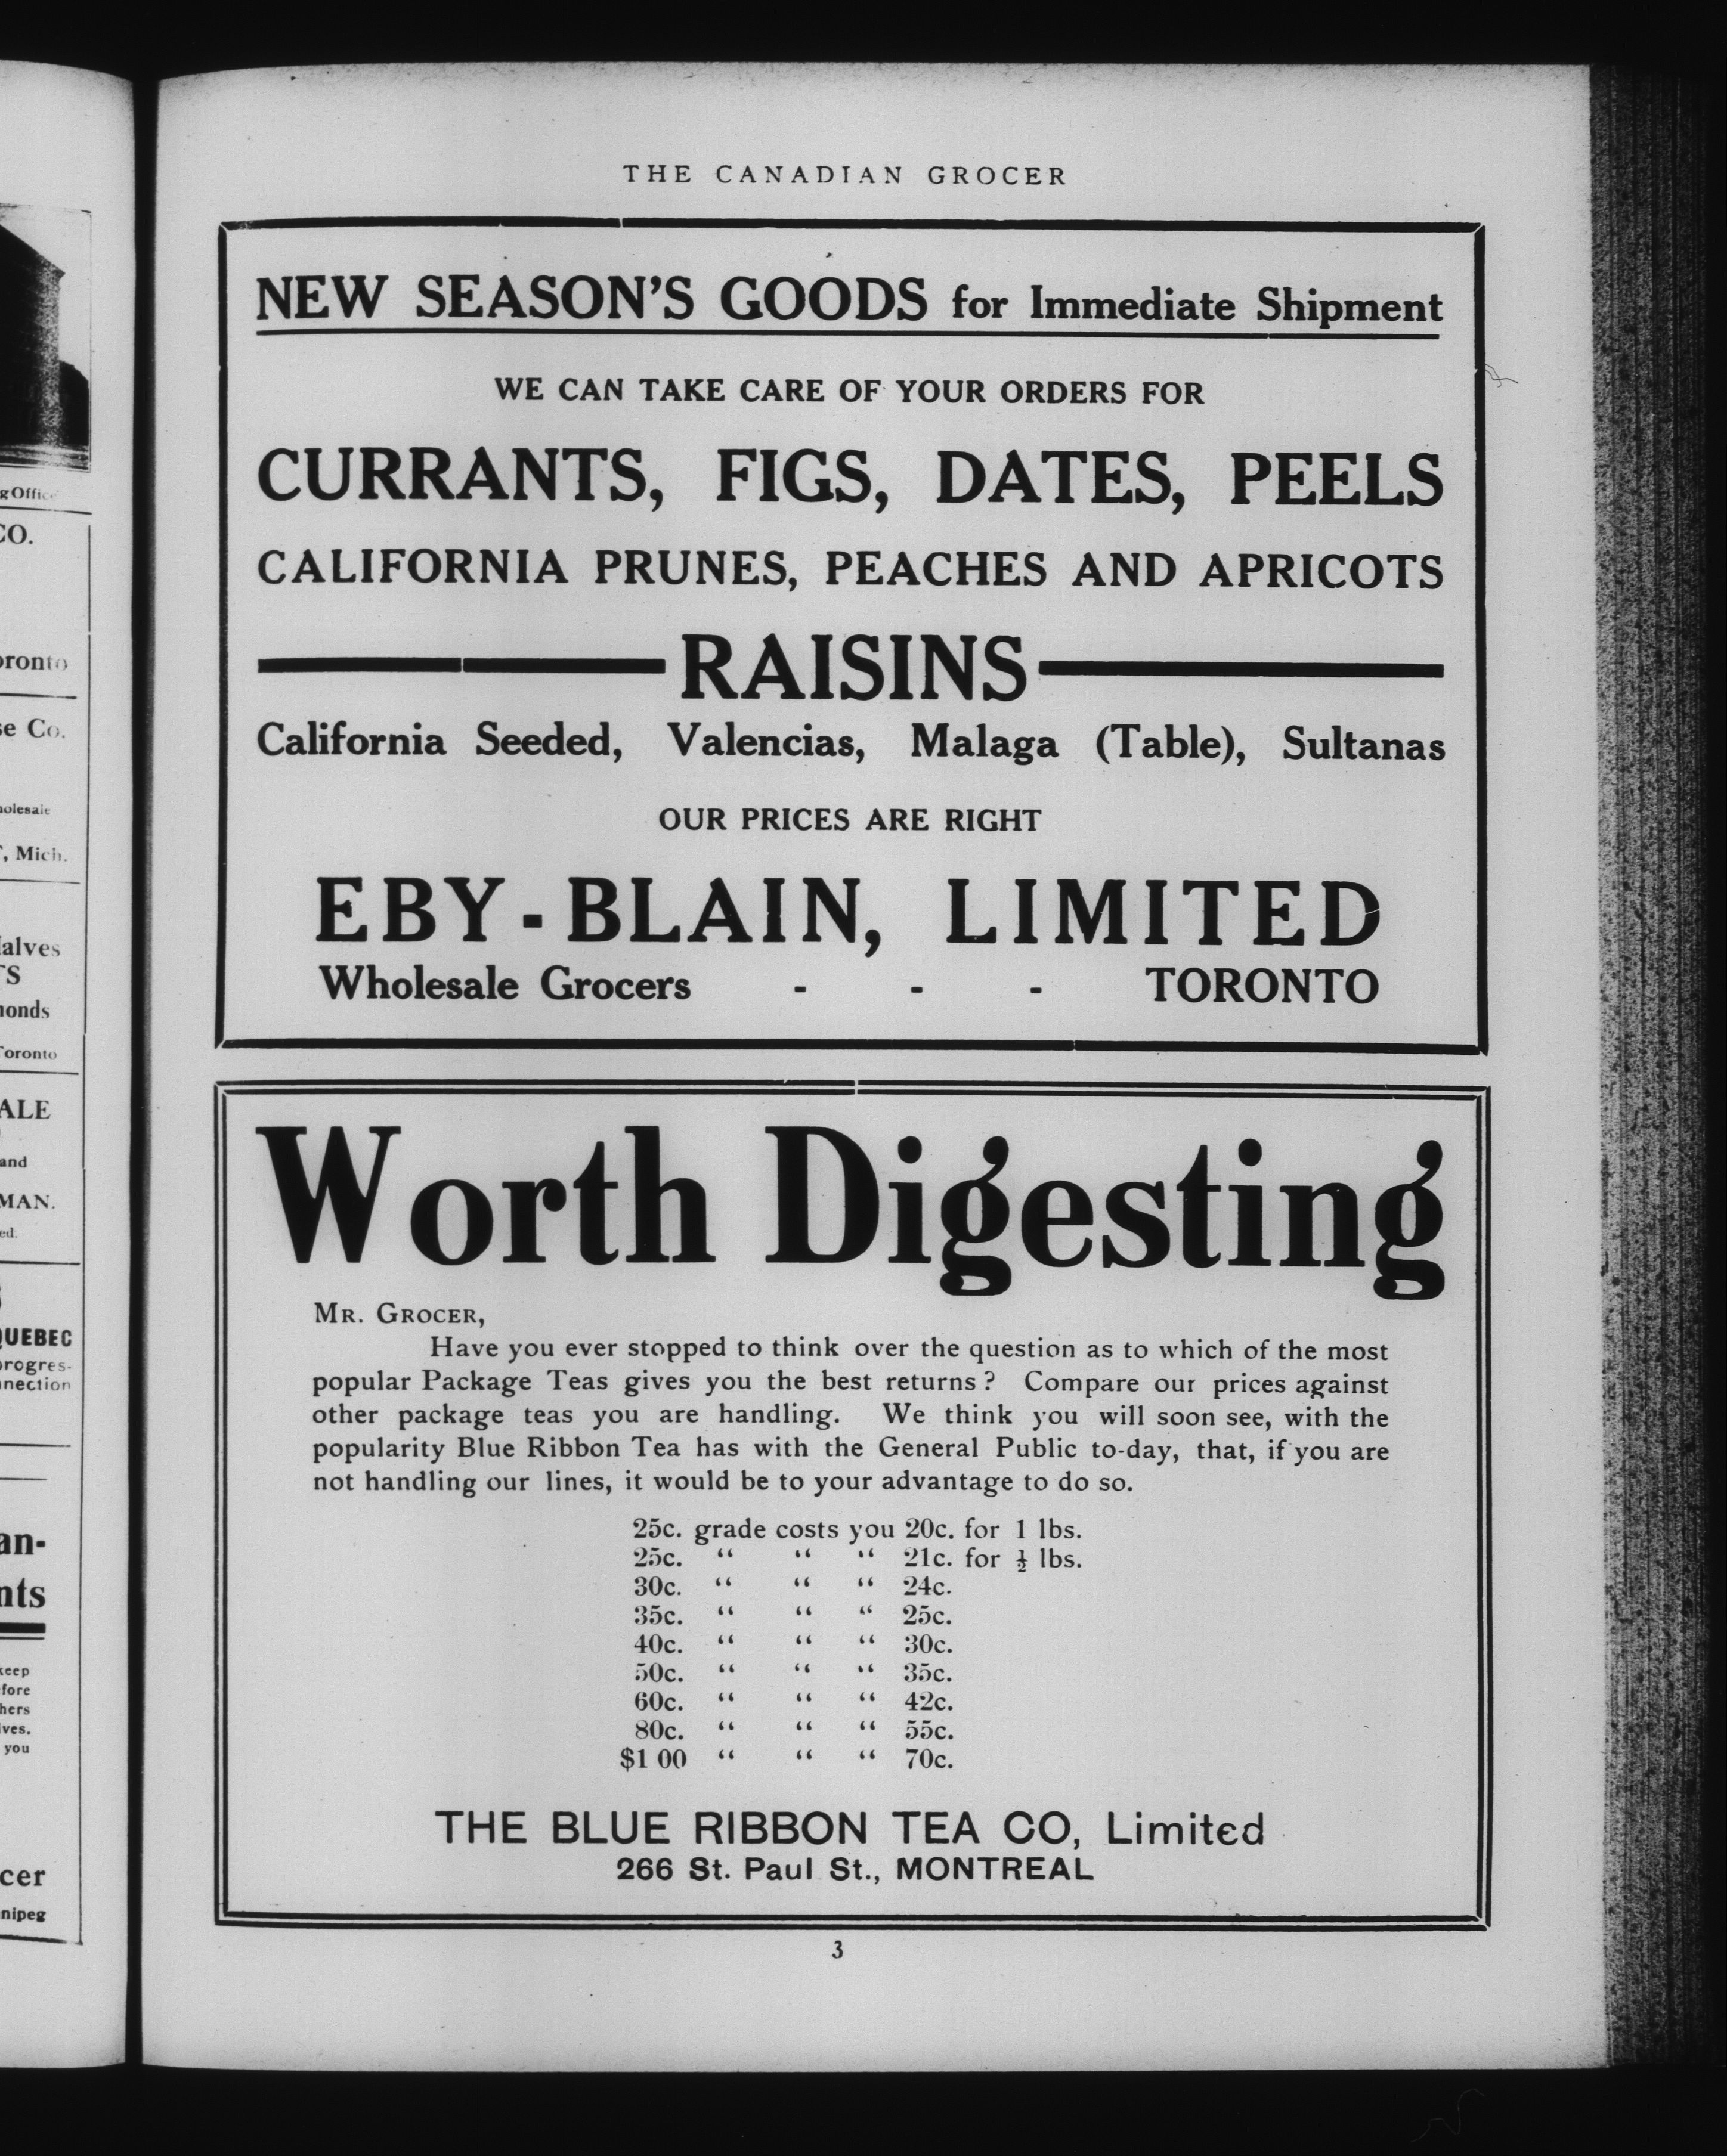 THE CANADIAN GROCER
NEW SEASON'S GOODS for Immediate Shipment
WE CAN TAKE CARE OF YOUR ORDERS FOR
CURRANTS, FIGS, DATES, PEELS
CALIFORNIA PRUNES, PEACHES AND APRICOTS
RAISINS
California Seeded, Valencias, Malaga (Table), Sultanas
OUR PRICES ARE RIGHT
EBY-BLAIN, LIMITED
Wholesale Grocers - - - TORONTO
Worth Digesting
MR. GROCER,
Have you ever stopped to think over the question as to which of the most
popular Package Teas gives you the best returns? Compare our prices against
other package teas you are handling. We think you will soon see, with the
popularity Blue Ribbon Tea has with the General Public to-day, that, if you are
not handling our lines, it would be to your advantage to do so.
25c. grade costs you 20c. for 1 lbs.
25c. “ “ “ 21c. for ½ lbs.
30c. “ “ “ 24c.
35c. “ “ “ 25c.
40c. “ “ “ 30c.
50c. “ “ “ 35c.
60c. “ “ “ 42c.
80c. “ “ “ 55c.
$1 00 “ “ “ 70c.
THE BLUE RIBBON TEA CO, Limited
266 St. Paul St., MONTREAL
3
CO.
Co.
, Mich.
and
QUEBEC
you